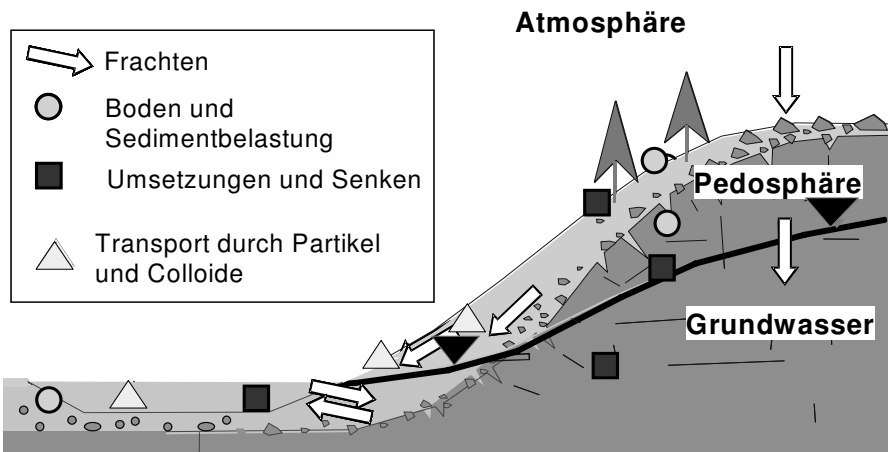 Atmosphäre
Frachten
Boden und
Sedimentbelastung
Umsetzungen und Senken
Transport durch Partikel
und Colloide
Pedosphäre
Grundwasser